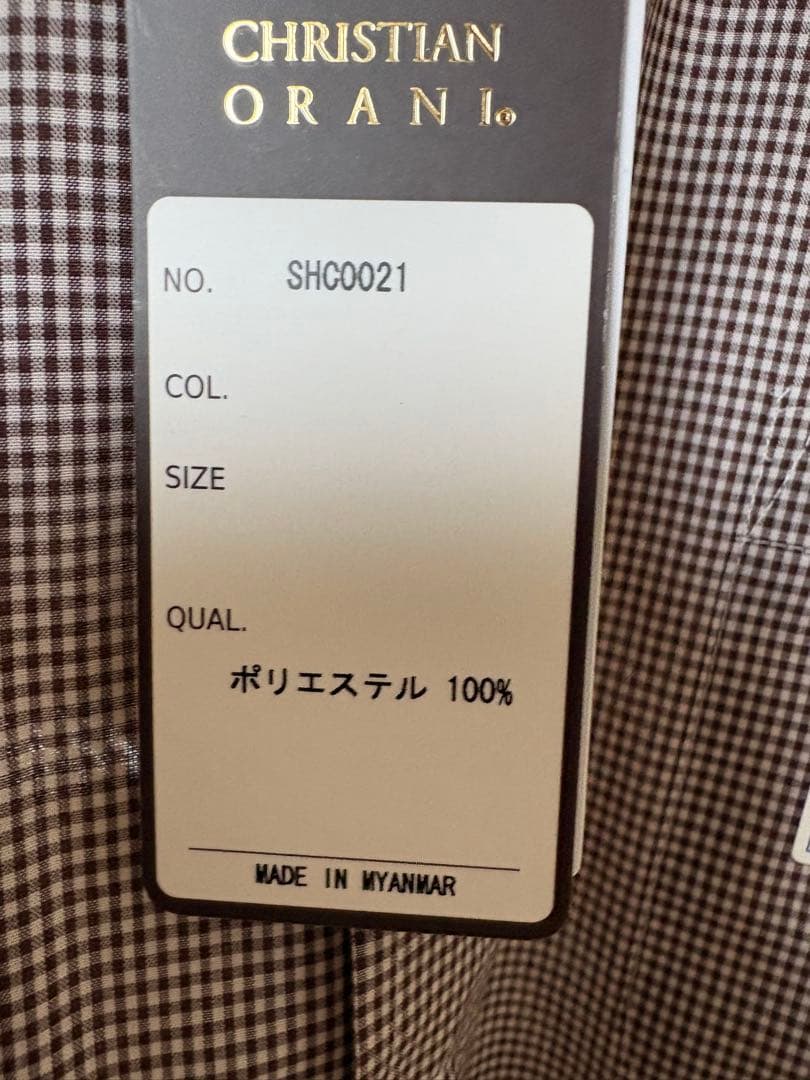 CHRISTIAN
ORANI®
NO. SHC0021
COL.
SIZE
QUAL.
ポリエステル 100%
MADE IN MYANMAR